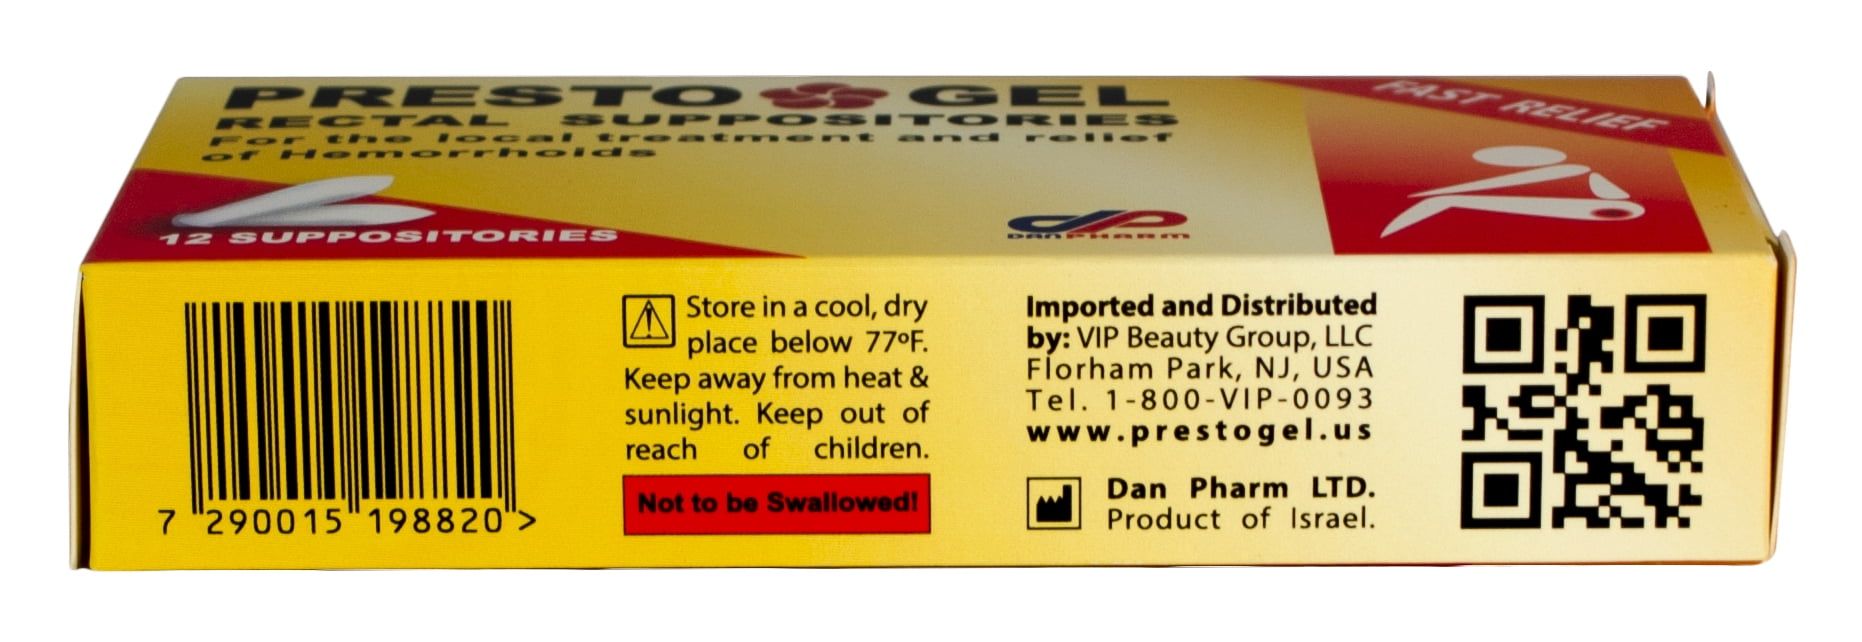 PRESTO GEL
RECTAL SUPPOSITORIES
For the local treatment and relief
of Hemorrhoids
FAST RELIEF
12 SUPPOSITORIES
DANPHARM
7 290015 198820 >
Store in a cool, dry
place below 77ºF.
Keep away from heat &
sunlight. Keep out of
reach of children.
Not to be Swallowed!
Imported and Distributed
by: VIP Beauty Group, LLC
Florham Park, NJ, USA
Tel. 1-800-VIP-0093
www.prestogel.us
Dan Pharm LTD.
Product of Israel.